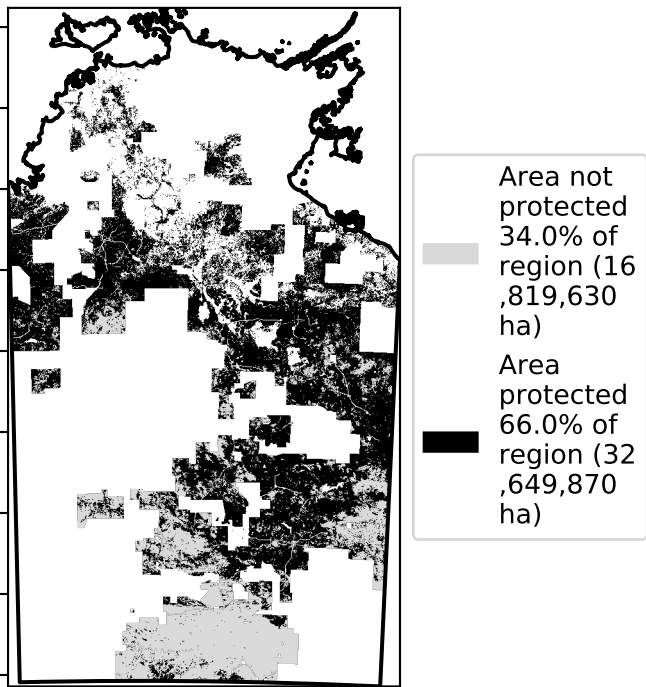 Area not
protected
34.0% of
region (16
,819,630
ha)
Area
protected
66.0% of
region (32
,649,870
ha)